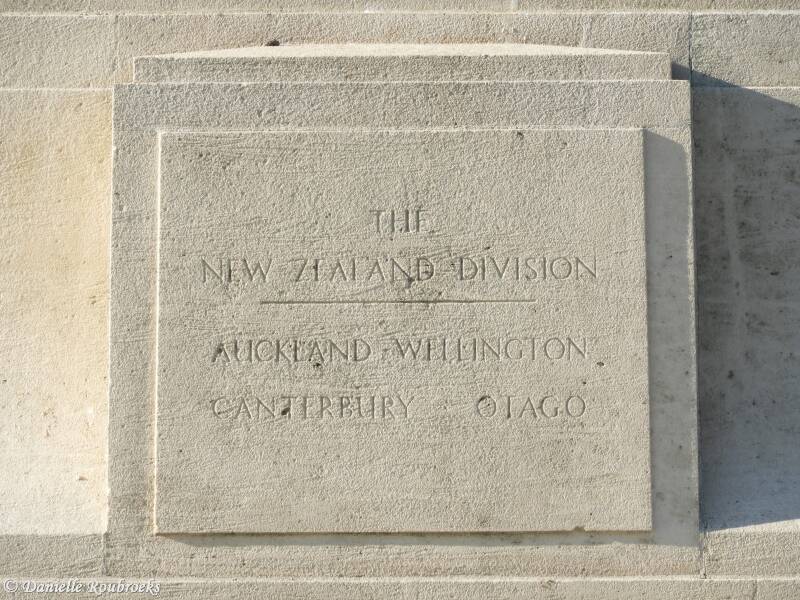 THE
NEW ZEALAND DIVISION
AUCKLAND · WELLINGTON
CANTERBURY · OTAGO
© Danielle Roubroeks